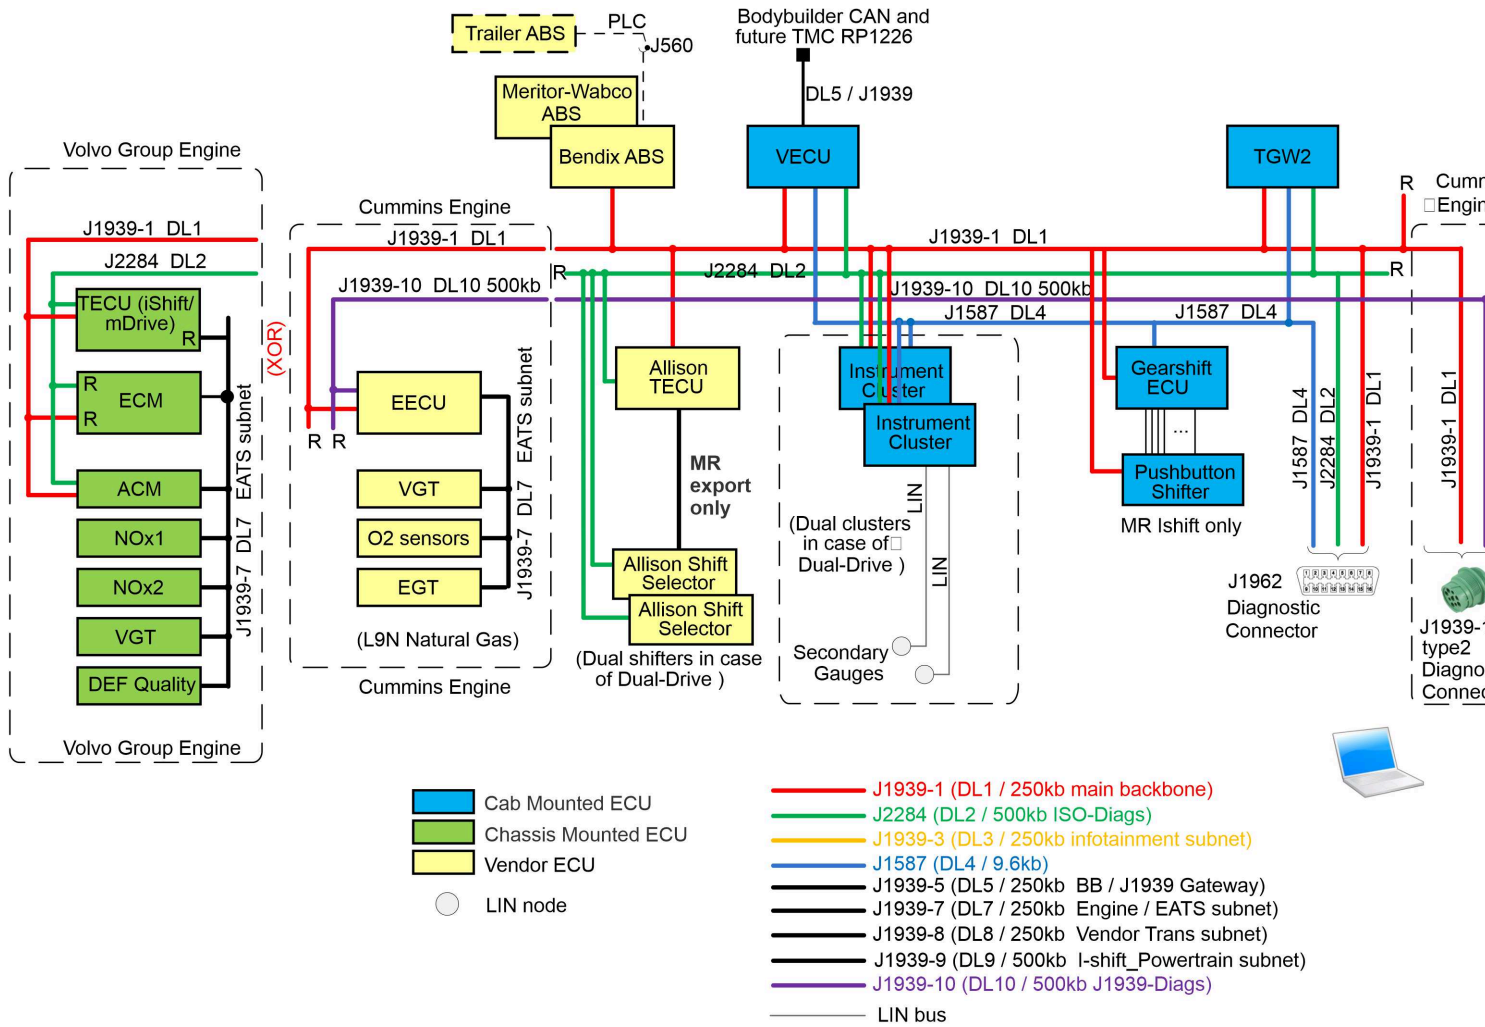 Trailer ABS
PLC
J560
Bodybuilder CAN and
future TMC RP1226
DL5 / J1939
Meritor-Wabco
ABS
Bendix ABS
VECU
TGW2
Volvo Group Engine
J1939-1 DL1
J2284 DL2
TECU (iShift/
mDrive)
R
R
ECM
R
ACM
NOx1
NOx2
VGT
DEF Quality
J1939-7 DL7 EATS subnet
Volvo Group Engine
(XOR)
Cummins Engine
J1939-1 DL1
J1939-10 DL10 500kb
EECU
R R
VGT
O2 sensors
EGT
J1939-7 DL7 EATS subnet
(L9N Natural Gas)
Cummins Engine
J1939-1 DL1
R
J2284 DL2
R
J1939-10 DL10 500kb
J1587 DL4
J1587 DL4
Allison
TECU
MR
export
only
Allison Shift
Selector
Allison Shift
Selector
(Dual shifters in case
of Dual-Drive )
Instrument
Cluster
Instrument
Cluster
LIN
LIN
(Dual clusters
in case of□
Dual-Drive )
Secondary
Gauges
Gearshift
ECU
...
Pushbutton
Shifter
MR Ishift only
J1587 DL4
J2284 DL2
J1939-1 DL1
J1962
Diagnostic
Connector
R
Cumm
□Engin
J1939-1 DL1
J1939-1
type2
Diagno
Connec
Cab Mounted ECU
Chassis Mounted ECU
Vendor ECU
LIN node
J1939-1 (DL1 / 250kb main backbone)
J2284 (DL2 / 500kb ISO-Diags)
J1939-3 (DL3 / 250kb infotainment subnet)
J1587 (DL4 / 9.6kb)
J1939-5 (DL5 / 250kb BB / J1939 Gateway)
J1939-7 (DL7 / 250kb Engine / EATS subnet)
J1939-8 (DL8 / 250kb Vendor Trans subnet)
J1939-9 (DL9 / 500kb I-shift_Powertrain subnet)
J1939-10 (DL10 / 500kb J1939-Diags)
LIN bus